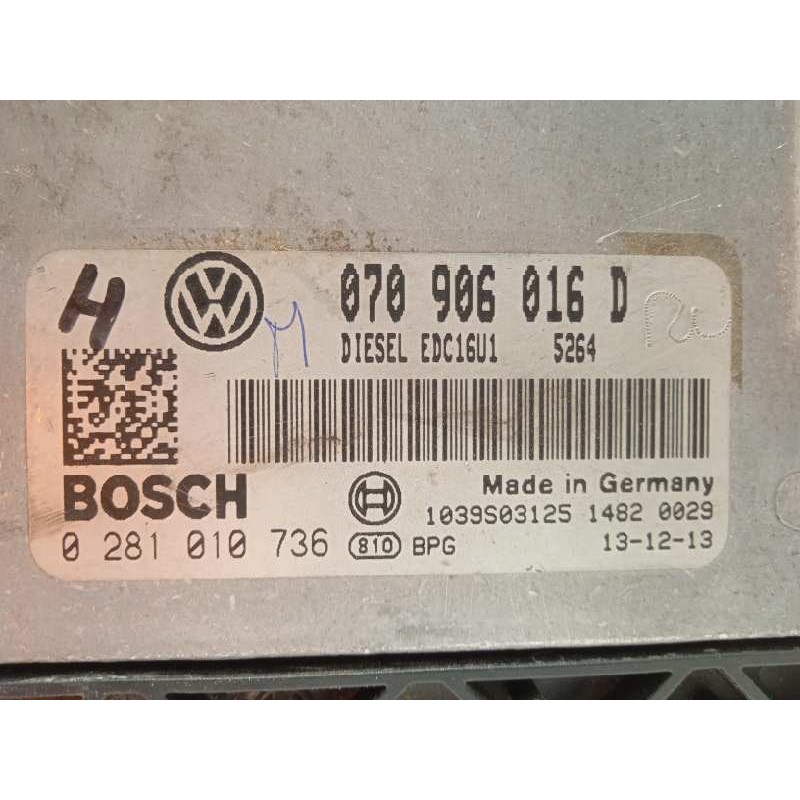 H
070 906 016 D
DIESEL EDC16U1 5264
BOSCH
Made in Germany
1039S03125 1482 0029
0 281 010 736 810 BPG 13-12-13